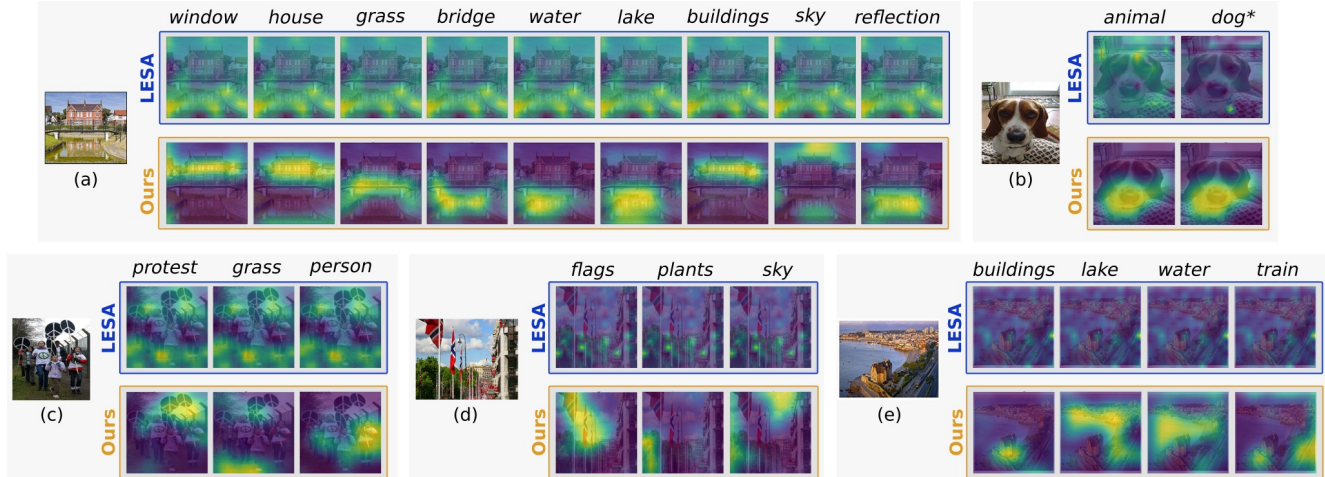 window house grass bridge water lake buildings sky reflection
LESA
Ours
(a)
animal dog*
LESA
Ours
(b)
protest grass person
LESA
Ours
(c)
flags plants sky
LESA
Ours
(d)
buildings lake water train
LESA
Ours
(e)